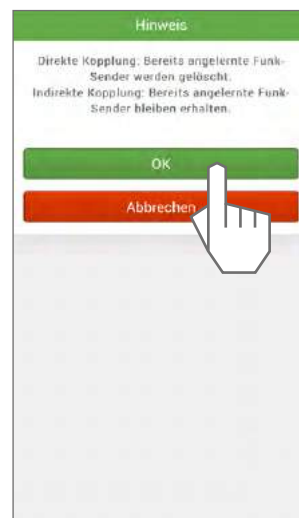 Hinweis
Direkte Kopplung: Bereits angelernte Funk-
Sender werden gelöscht.
Indirekte Kopplung: Bereits angelernte Funk-
Sender bleiben erhalten.
OK
Abbrechen